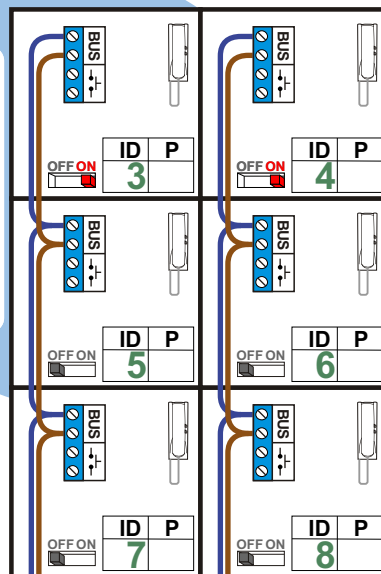 BUS
BUS
ID P
ID P
OFF ON
3
OFF ON
4
BUS
BUS
ID P
ID P
OFF ON
5
OFF ON
6
BUS
BUS
ID P
ID P
OFF ON
7
OFF ON
8